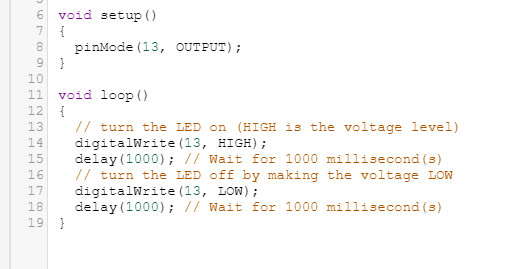 6 void setup()
7 {
8   pinMode(13, OUTPUT);
9 }
10
11 void loop()
12 {
13   // turn the LED on (HIGH is the voltage level)
14   digitalWrite(13, HIGH);
15   delay(1000); // Wait for 1000 millisecond(s)
16   // turn the LED off by making the voltage LOW
17   digitalWrite(13, LOW);
18   delay(1000); // Wait for 1000 millisecond(s)
19 }